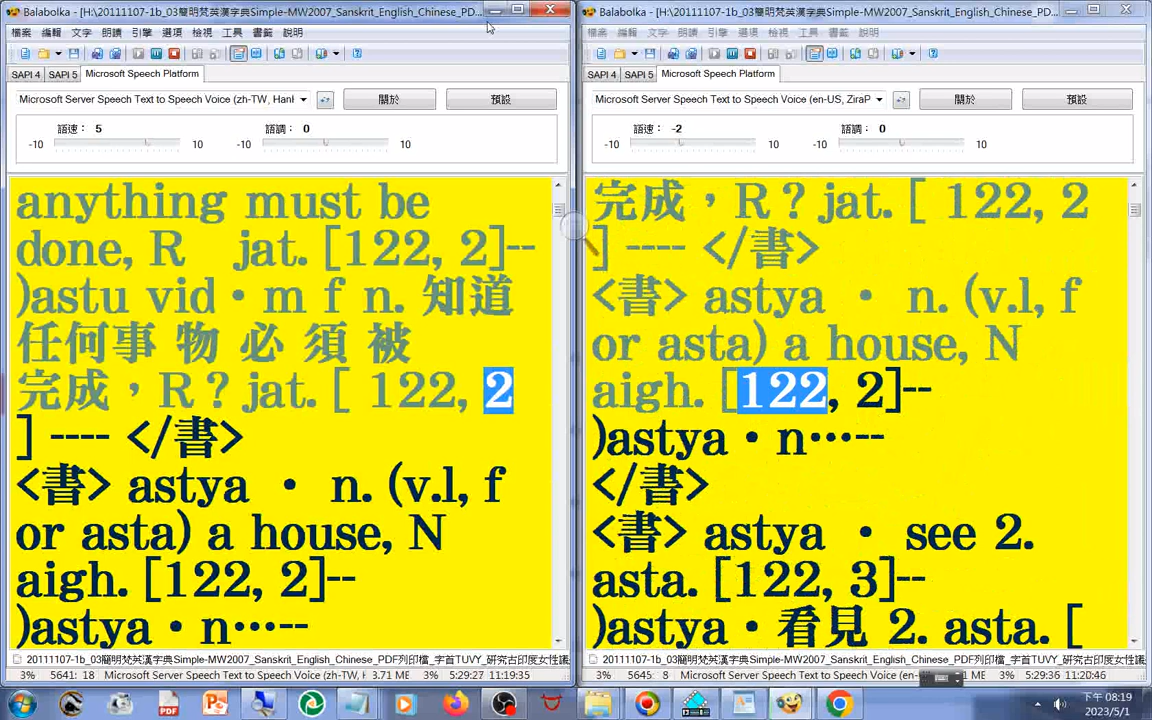 Balabolka - [H:\20111107-1b_03簡明梵英漢字典Simple-MW2007_Sanskrit_English_Chinese_PD...
檔案 編輯 文字 朗讀 引擎 選項 檢視 工具 書籤 說明
SAPI 4 SAPI 5 Microsoft Speech Platform
Microsoft Server Speech Text to Speech Voice (zh-TW, Hanl
關於
預設
語速： 5
語調： 0
-10 10 -10 10
anything must be
done, R jat. [122, 2]--
)astu vid‧m f n. 知道
任何事 物 必 須 被
完成，R？jat. [ 122, 2
] ---- </書>
<書> astya ‧ n. (v.l, f
or asta) a house, N
aigh. [122, 2]--
)astya‧n…--
20111107-1b_03簡明梵英漢字典Simple-MW2007_Sanskrit_English_Chinese_PDF列印檔_字首TUVY_研究古印度女性議
3% 5641: 18 Microsoft Server Speech Text to Speech Voice (zh-TW, H 3.71 MB 3% 5:29:27 11:19:35
Balabolka - [H:\20111107-1b_03簡明梵英漢字典Simple-MW2007_Sanskrit_English_Chinese_PD...
檔案 編輯 文字 朗讀 引擎 選項 檢視 工具 書籤 說明
SAPI 4 SAPI 5 Microsoft Speech Platform
Microsoft Server Speech Text to Speech Voice (en-US, ZiraP
關於
預設
語速： -2
語調： 0
-10 10 -10 10
完成，R？jat. [ 122, 2
] ---- </書>
<書> astya ‧ n. (v.l, f
or asta) a house, N
aigh. [122, 2]--
)astya‧n…--
</書>
<書> astya ‧ see 2.
asta. [122, 3]--
)astya‧看見 2. asta. [
20111107-1b_03簡明梵英漢字典Simple-MW2007_Sanskrit_English_Chinese_PDF列印檔_字首TUVY_研究古印度女性議
3% 5645: 8 Microsoft Server Speech Text to Speech Voice (en-US 3% 5:29:36 11:20:46
下午 08:19
2023/5/1